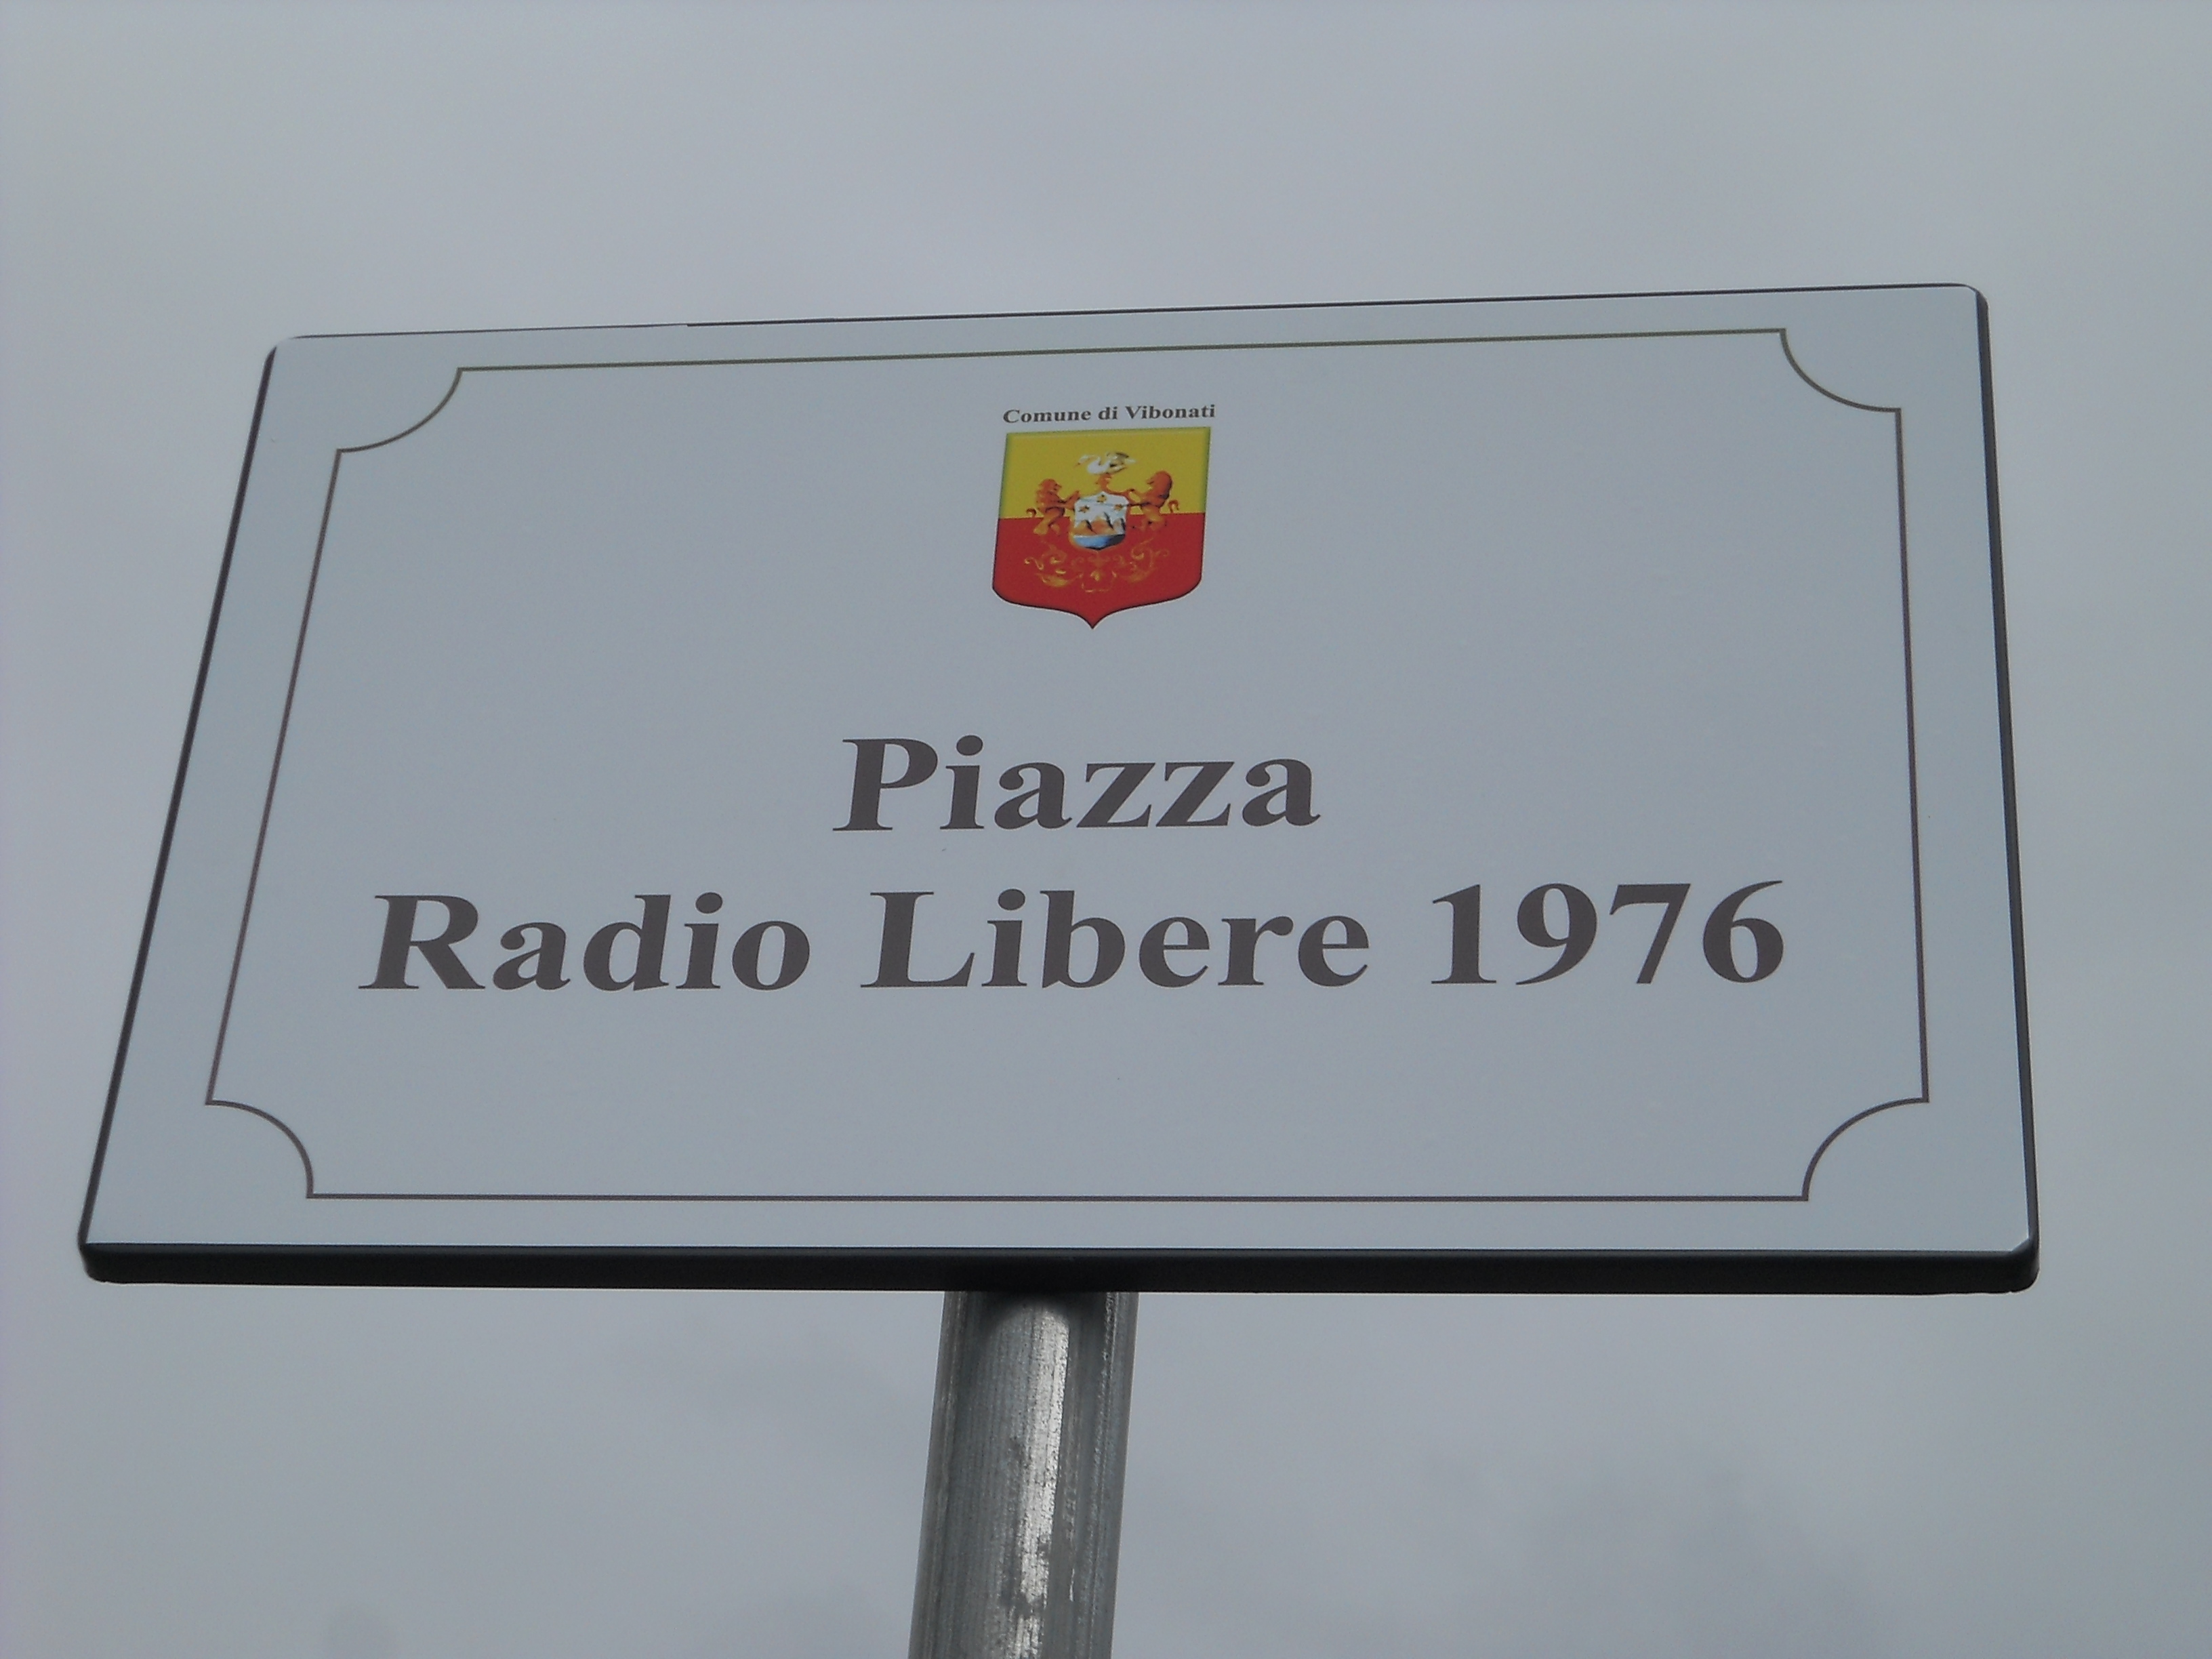 Comune di Vibonati
Piazza
Radio Libere 1976